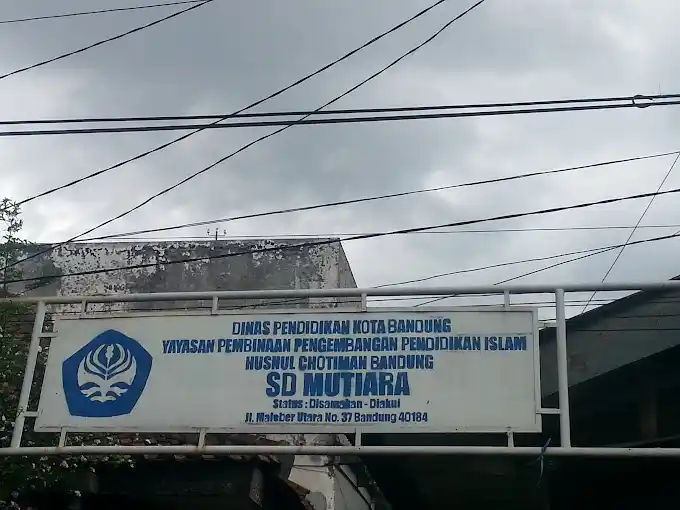 DINAS PENDIDIKAN KOTA BANDUNG
YAYASAN PEMBINAAN PENGEMBANGAN PENDIDIKAN ISLAM
HUSNUL CHOTIMAH BANDUNG
SD MUTIARA
Status : Disamakan - Diakui
Jl. Maleber Utara No. 37 Bandung 40184